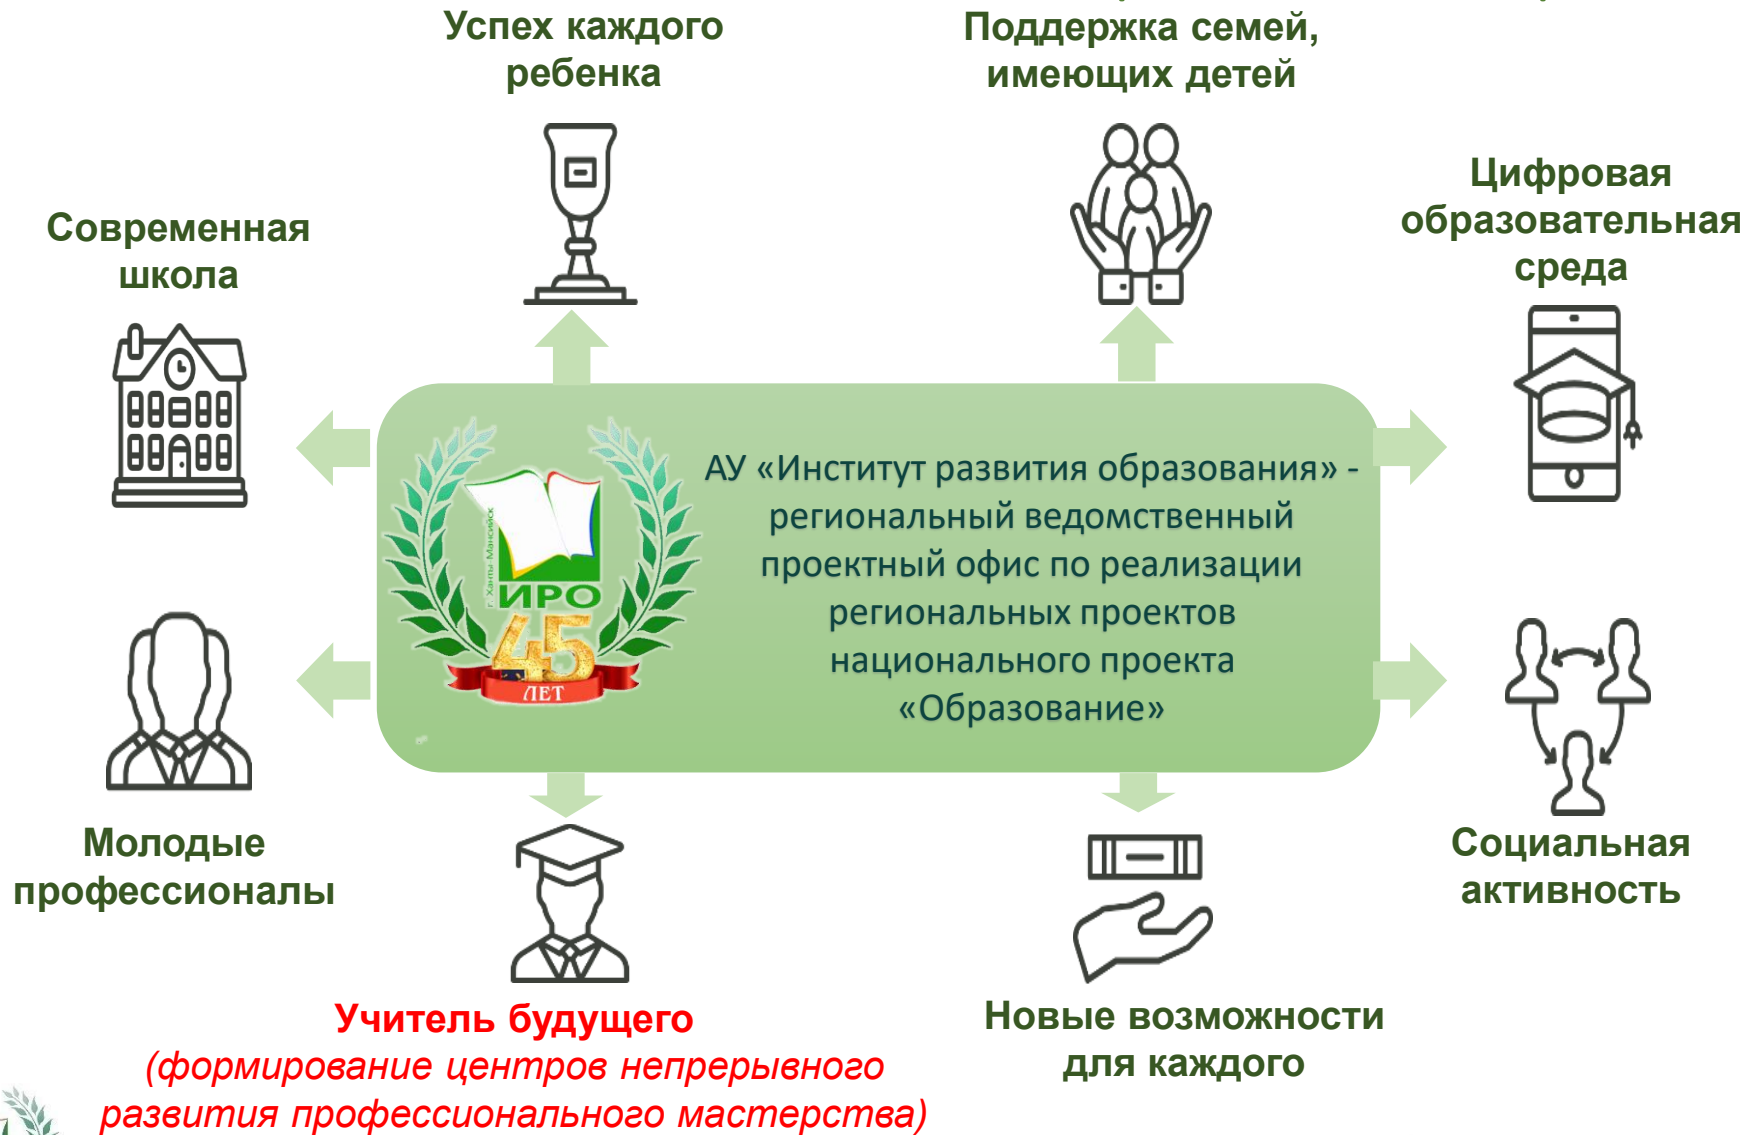 Успех каждого
ребенка
Поддержка семей,
имеющих детей
Цифровая
образовательная
среда
Современная
школа
АУ «Институт развития образования» -
региональный ведомственный
проектный офис по реализации
региональных проектов
национального проекта
«Образование»
г. Ханты Мансийск
ИРО
45
ЛЕТ
Молодые
профессионалы
Социальная
активность
Учитель будущего
(формирование центров непрерывного
развития профессионального мастерства)
Новые возможности
для каждого